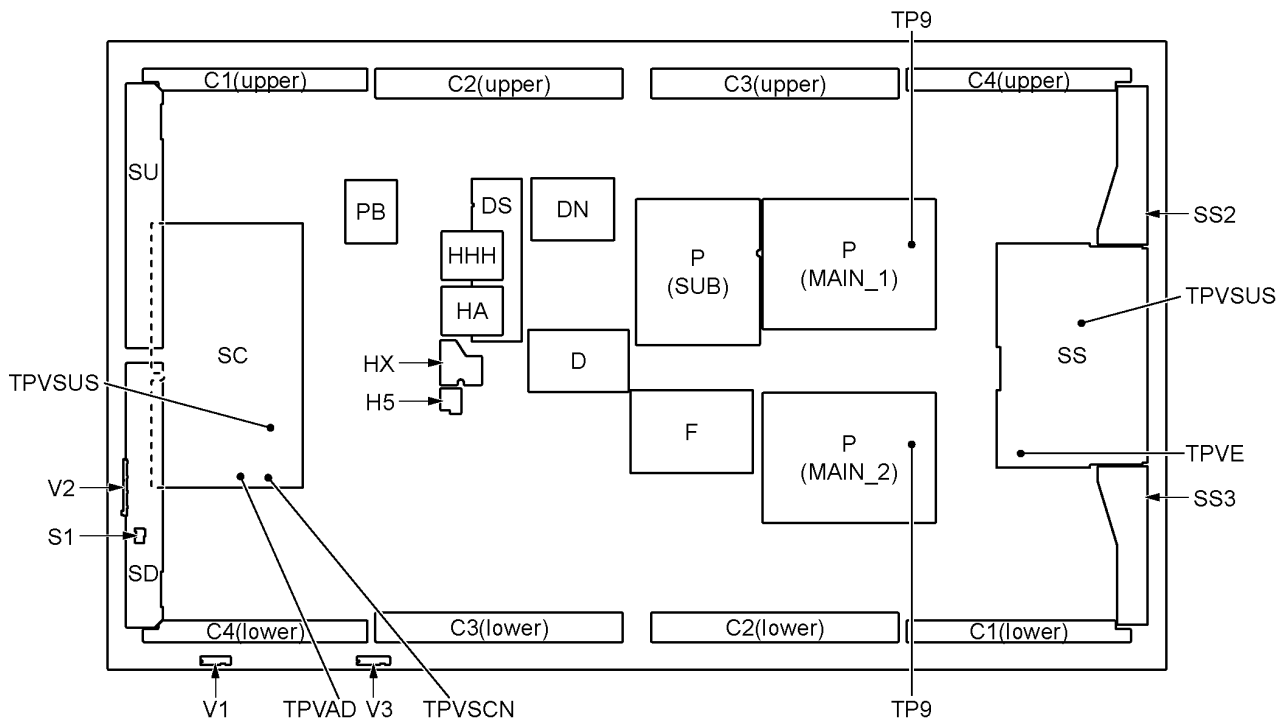 TP9
C1(upper)
C2(upper)
C3(upper)
C4(upper)
SU
PB
DS
DN
SS2
HHH
P
(SUB)
P
(MAIN_1)
HA
TPVSUS
SC
SS
HX
D
TPVSUS
H5
F
P
(MAIN_2)
TPVE
V2
SS3
S1
SD
C4(lower)
C3(lower)
C2(lower)
C1(lower)
V1
TPVAD
V3
TPVSCN
TP9